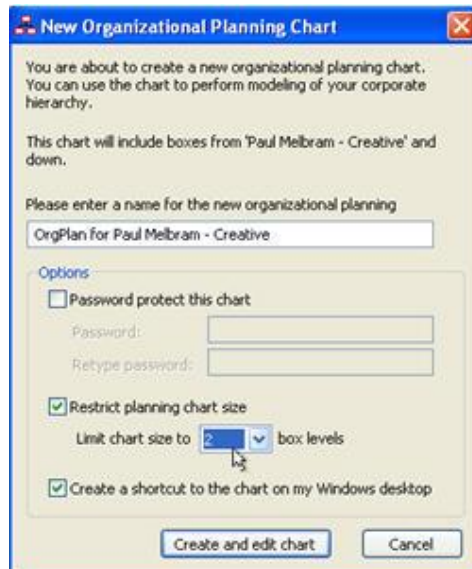 New Organizational Planning Chart
You are about to create a new organizational planning chart.
You can use the chart to perform modeling of your corporate
hierarchy.
This chart will include boxes from 'Paul Melbram - Creative' and
down.
Please enter a name for the new organizational planning
OrgPlan for Paul Melbram - Creative
Options
Password protect this chart
Password:
Retype password:
Restrict planning chart size
Limit chart size to 2 box levels
Create a shortcut to the chart on my Windows desktop
Create and edit chart Cancel